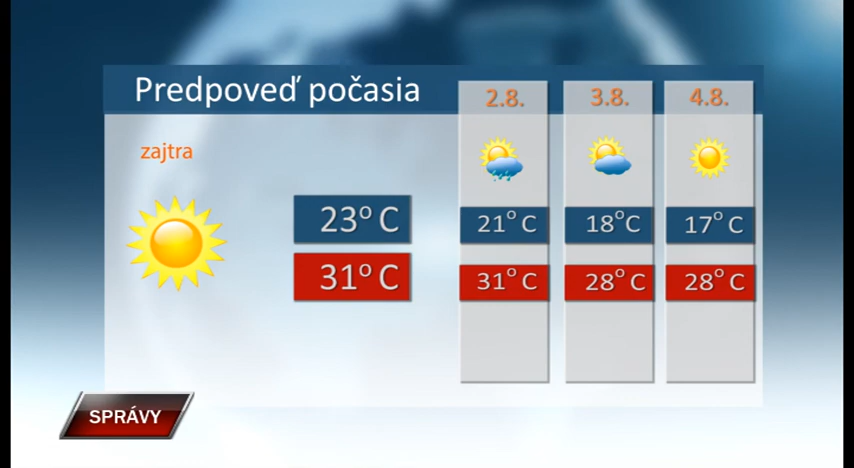 Predpoveď počasia
zajtra
23° C
31° C
2.8.
21° C
31° C
3.8.
18°C
28° C
4.8.
17° C
28° C
SPRÁVY